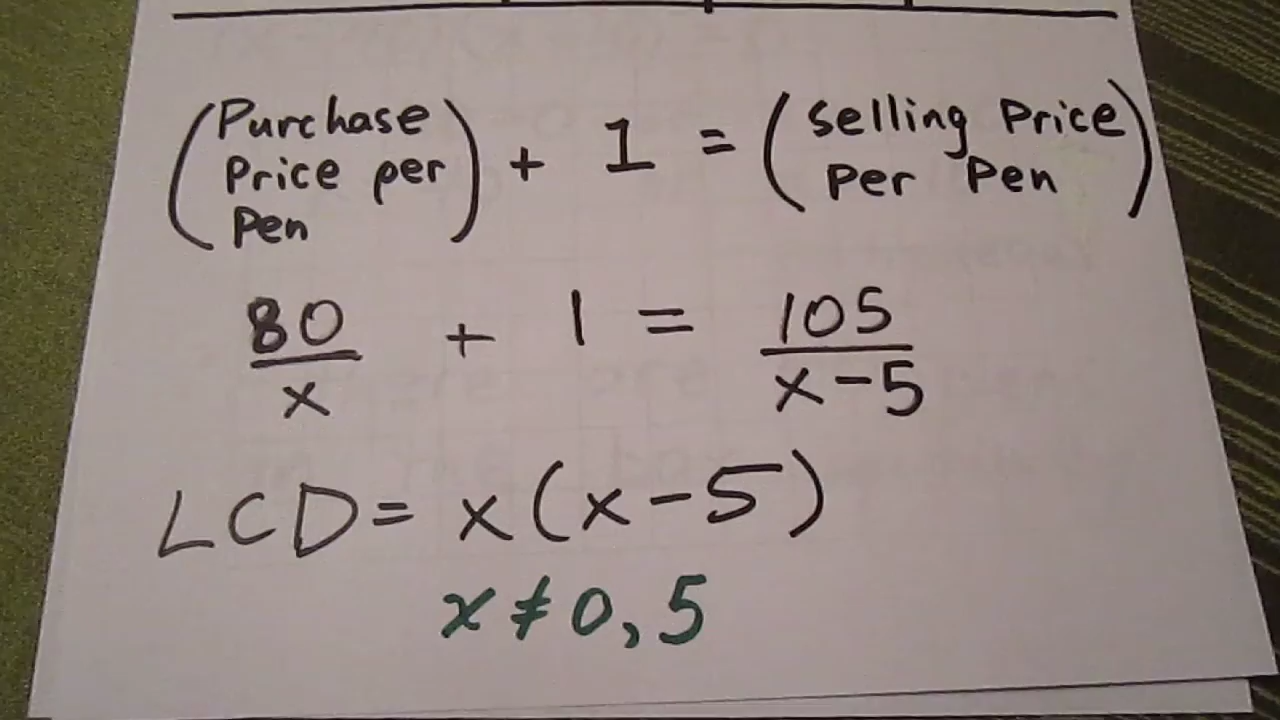 (Purchase Price per Pen) + 1 = (Selling Price Per Pen)
80/x + 1 = 105/x-5
LCD = x(x-5)
x≠0,5